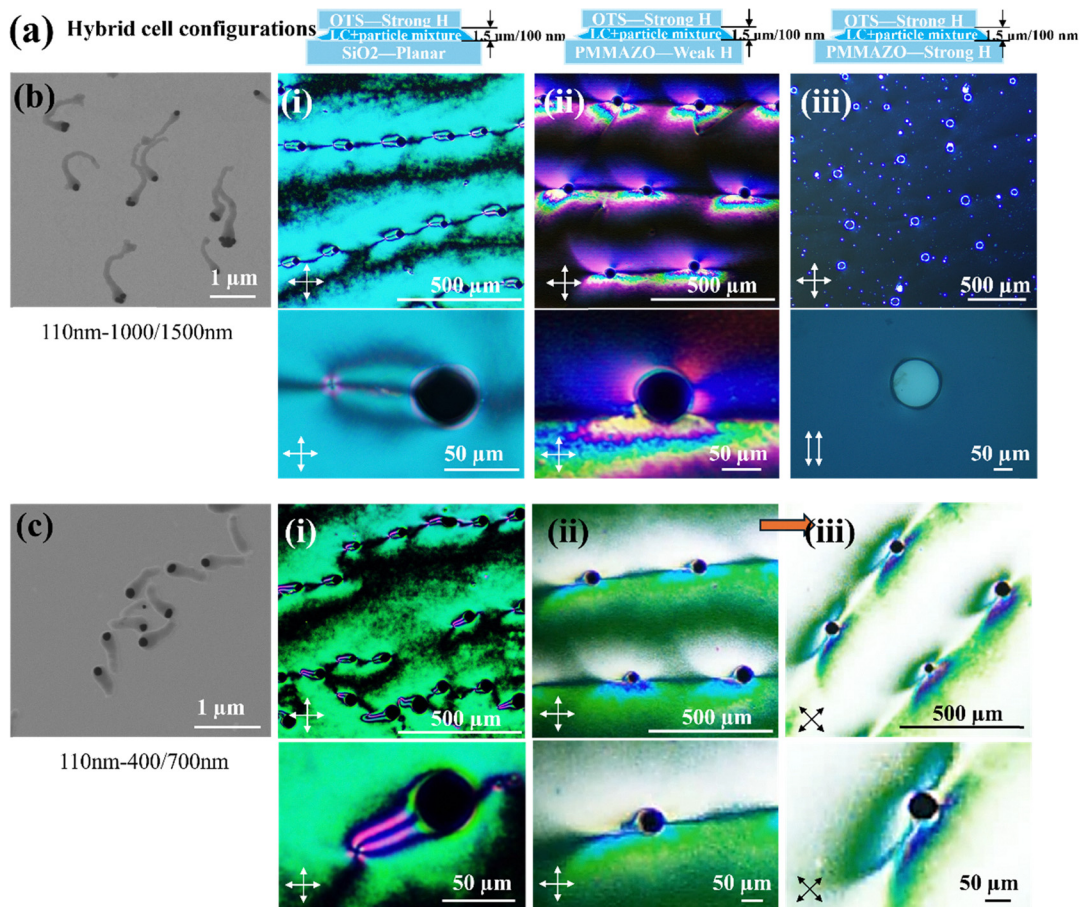 (a) Hybrid cell configurations
OTS—Strong H
LC+particle mixture
SiO2—Planar
1.5 µm/100 nm
OTS—Strong H
LC+particle mixture
PMMAZO—Weak H
1.5 µm/100 nm
OTS—Strong H
LC+particle mixture
PMMAZO—Strong H
1.5 µm/100 nm
(b)
1 µm
110nm-1000/1500nm
(i)
500 µm
(ii)
500 µm
(iii)
500 µm
50 µm
50 µm
50 µm
(c)
1 µm
110nm-400/700nm
(i)
500 µm
(ii)
500 µm
(iii)
500 µm
50 µm
50 µm
50 µm